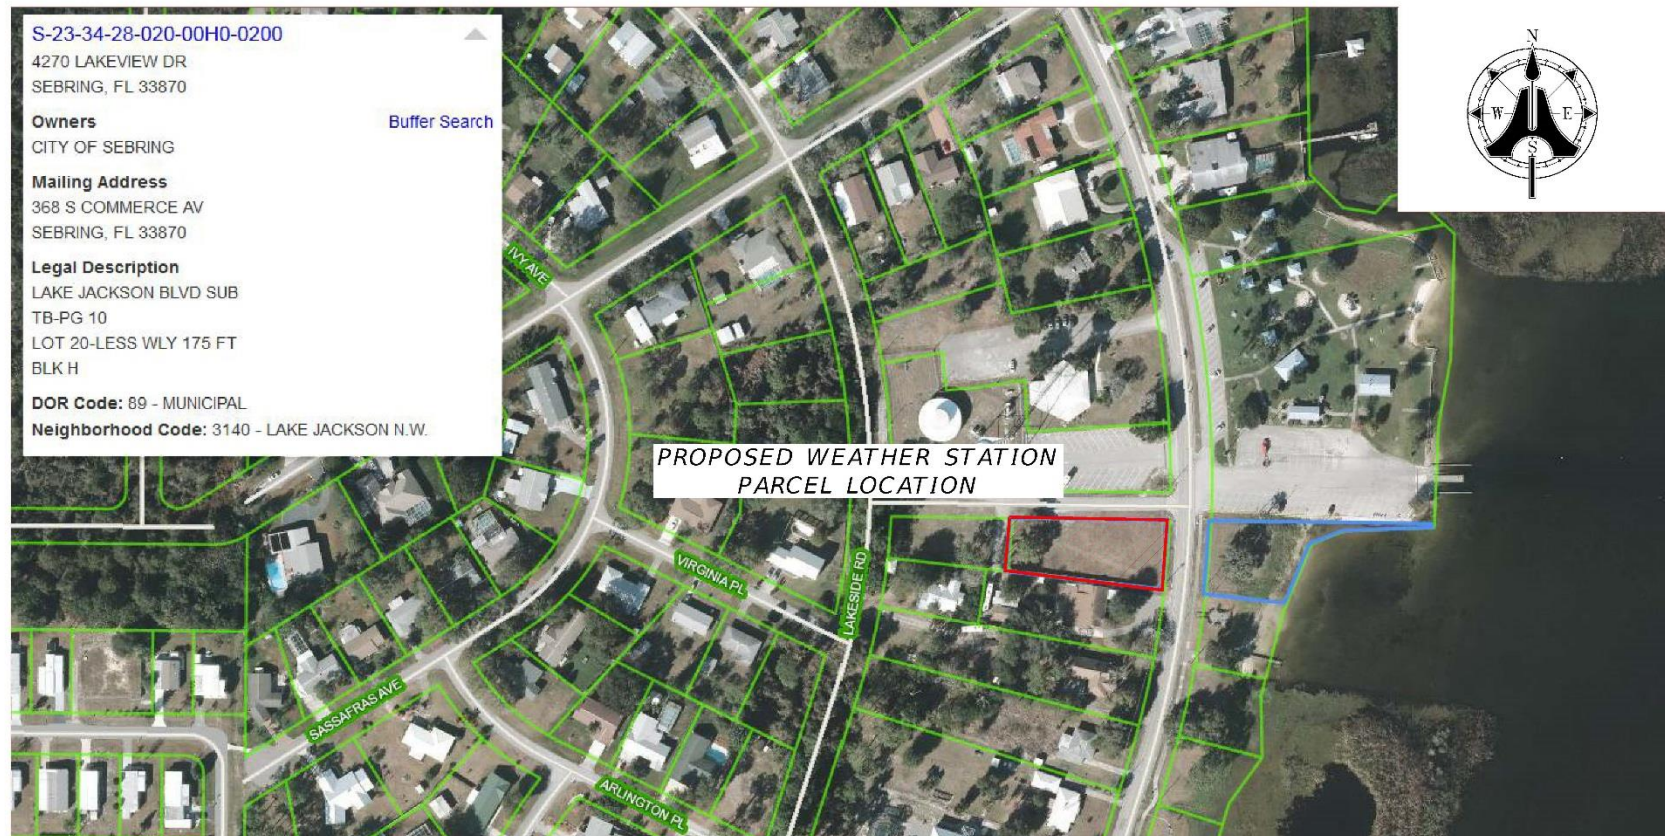 S-23-34-28-020-00H0-0200
4270 LAKEVIEW DR
SEBRING, FL 33870
Owners
Buffer Search
CITY OF SEBRING
Mailing Address
368 S COMMERCE AV
SEBRING, FL 33870
Legal Description
LAKE JACKSON BLVD SUB
TB-PG 10
LOT 20-LESS WLY 175 FT
BLK H
DOR Code: 89 - MUNICIPAL
Neighborhood Code: 3140 - LAKE JACKSON N.W.
N
W
E
S
IVY AVE
PROPOSED WEATHER STATION
PARCEL LOCATION
VIRGINIA PL
LAKESIDE RD
SASSAFRAS AVE
ARLINGTON PL